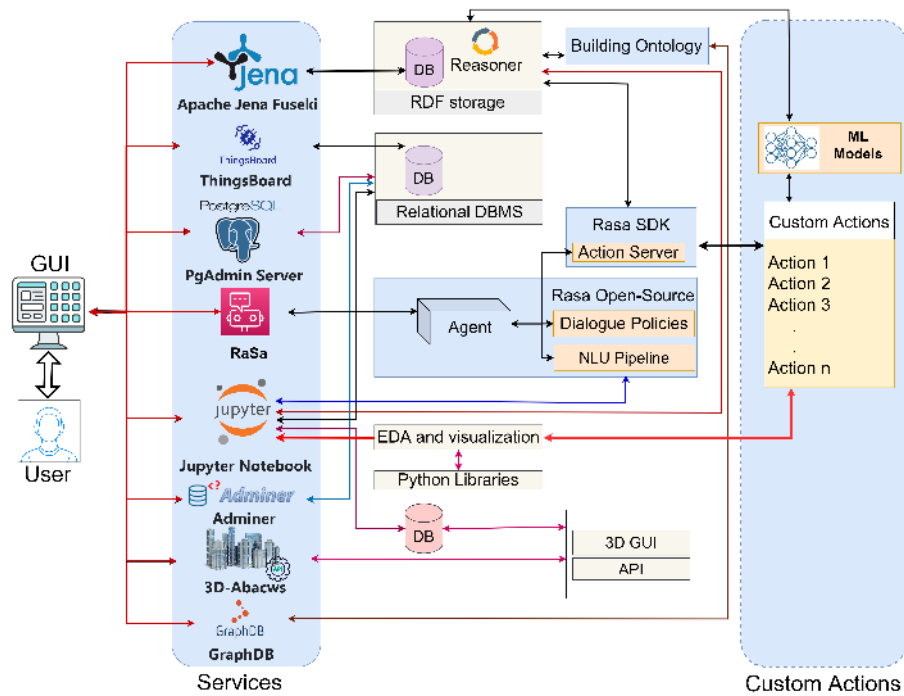 GUI
User
Jena
Apache Jena Fuseki
ThingsBoard
ThingsBoard
PostgreSQL
PgAdmin Server
RaSa
jupyter
Jupyter Notebook
Adminer
Adminer
API
3D-Abacws
GraphDB
GraphDB
Services
DB
Reasoner
RDF storage
Building Ontology
DB
Relational DBMS
Rasa SDK
Action Server
Rasa Open-Source
Agent
Dialogue Policies
NLU Pipeline
EDA and visualization
Python Libraries
DB
3D GUI
API
ML
Models
Custom Actions
Action 1
Action 2
Action 3
.
.
Action n
Custom Actions